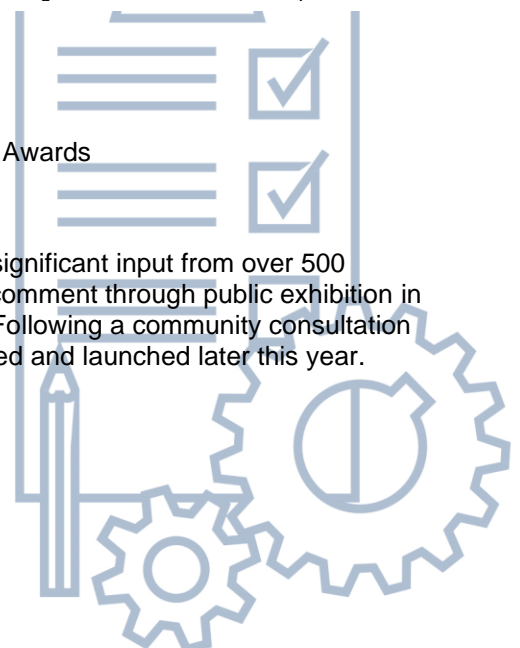 Awards
significant input from over 500
comment through public exhibition in
Following a community consultation
ed and launched later this year.